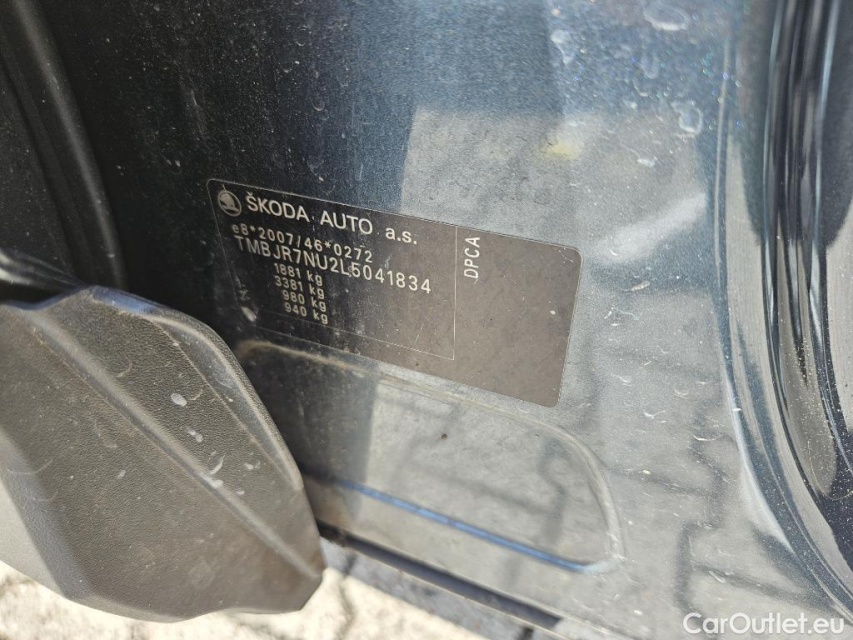 ŠKODA AUTO a.s.
e8*2007/46*0272
TMBJR7NU2L5041834
1881 kg
3381 kg
980 kg
940 kg
DPCA
CarOutlet.eu